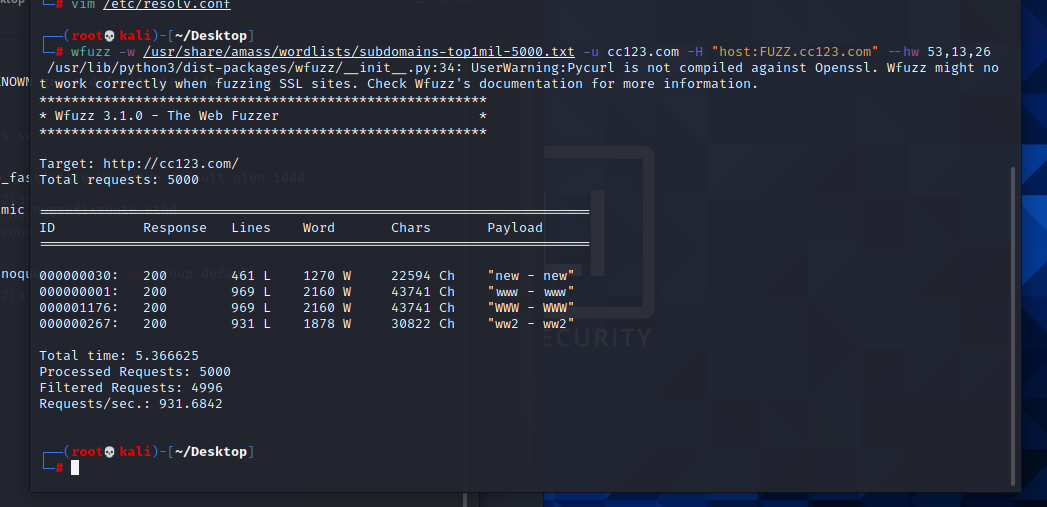 └─# vim /etc/resolv.conf
┌──(root💀kali)-[~/Desktop]
└─# wfuzz -w /usr/share/amass/wordlists/subdomains-top1mil-5000.txt -u cc123.com -H "host:FUZZ.cc123.com" --hw 53,13,26
/usr/lib/python3/dist-packages/wfuzz/__init__.py:34: UserWarning:Pycurl is not compiled against Openssl. Wfuzz might no
t work correctly when fuzzing SSL sites. Check Wfuzz's documentation for more information.
********************************************************
* Wfuzz 3.1.0 - The Web Fuzzer                         *
********************************************************
Target: http://cc123.com/
Total requests: 5000
=====================================================================
ID           Response   Lines    Word       Chars       Payload
=====================================================================
000000030:   200        461 L    1270 W     22594 Ch    "new - new"
000000001:   200        969 L    2160 W     43741 Ch    "www - www"
000001176:   200        969 L    2160 W     43741 Ch    "WWW - WWW"
000000267:   200        931 L    1878 W     30822 Ch    "ww2 - ww2"
Total time: 5.366625
Processed Requests: 5000
Filtered Requests: 4996
Requests/sec.: 931.6842
┌──(root💀kali)-[~/Desktop]
└─#